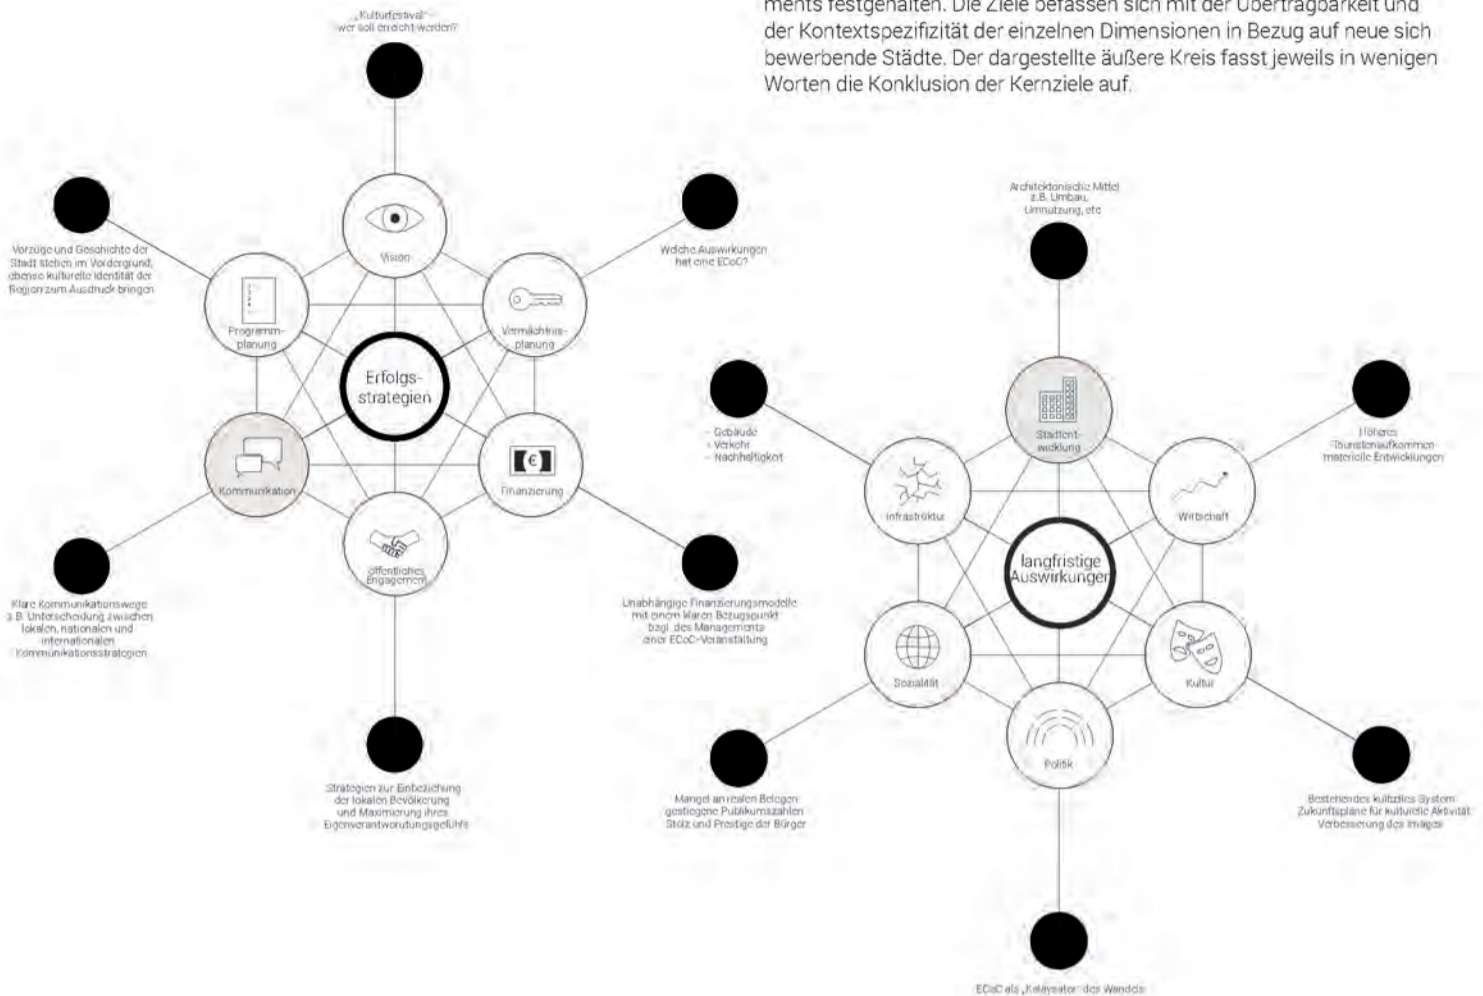 ments festgehalten. Die Ziele befassen sich mit der Übertragbarkeit und
der Kontextspezifizität der einzelnen Dimensionen in Bezug auf neue sich
bewerbende Städte. Der dargestellte äußere Kreis fasst jeweils in wenigen
Worten die Konklusion der Kernziele auf.
„Kulturfestival“
wer soll erreicht werden?
Vorzüge und Geschichte der
Stadt stehen im Vordergrund,
ebenso kulturelle Identität der
Region zum Ausdruck bringen
Welche Auswirkungen
hat eine ECoC?
Vision
Programm-
planung
Vermächtnis-
planung
Erfolgs-
strategien
Kommunikation
Finanzierung
öffentliches
Engagement
Klare Kommunikationswege
z.B. Unterscheidung zwischen
lokalen, nationalen und
internationalen
Kommunikationsstrategien
Unabhängige Finanzierungsmodelle
mit einem klaren Bezugspunkt
bzgl. des Managements
einer ECoC-Veranstaltung
Strategien zur Einbeziehung
der lokalen Bevölkerung
und Maximierung ihres
Eigenverantworutungsgefühls
Architektonische Mittel
z.B. Umbau,
Umnutzung, etc
- Gebäude
+ Verkehr
- Nachhaltigkeit
Höheres
Touristenaufkommen
materielle Entwicklungen
Stadtent-
wicklung
Infrastruktur
Wirtschaft
langfristige
Auswirkungen
Sozialität
Kultur
Politik
Mangel an realen Belegen
gestiegene Publikumszahlen
Stolz und Prestige der Bürger
Bestehendes kulturelles System
Zukunftspläne für kulturelle Aktivität
Verbesserung des Images
ECoC als „Kalaysator“ des Wandels